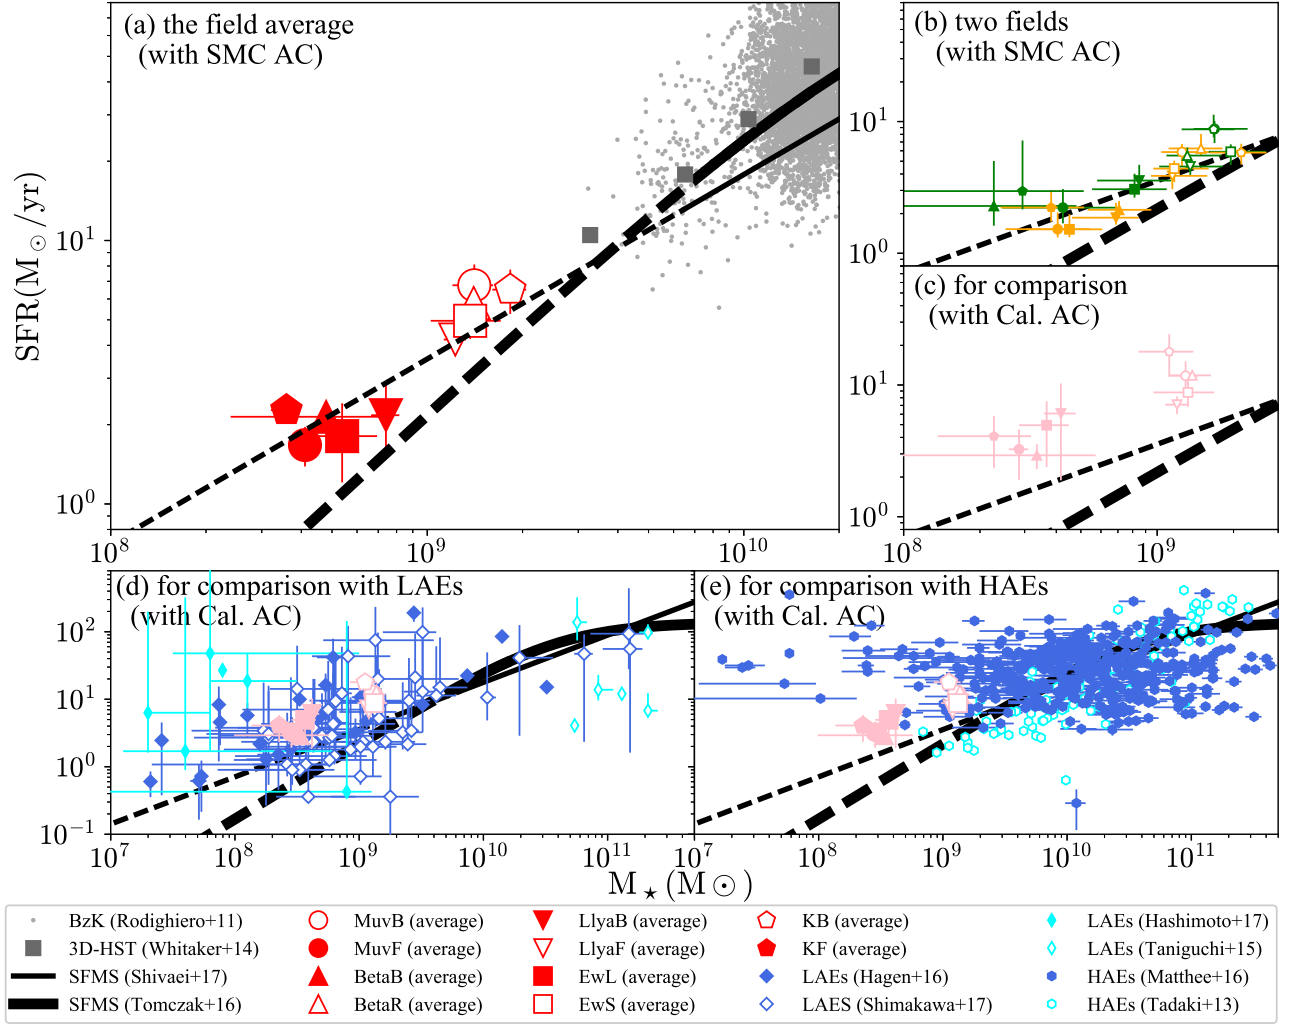 (a) the field average
(with SMC AC)
(b) two fields
(with SMC AC)
(c) for comparison
(with Cal. AC)
SFR(M⊙/yr)
10¹
10⁰
10⁸
10⁹
10¹⁰
10¹
10⁰
10¹
10⁰
10⁸
10⁹
(d) for comparison with LAEs
(with Cal. AC)
(e) for comparison with HAEs
(with Cal. AC)
10²
10¹
10⁰
10⁻¹
10⁷
10⁸
10⁹
10¹⁰
10¹¹
10⁷
10⁸
10⁹
10¹⁰
10¹¹
M⋆(M⊙)
BzK (Rodighiero+11)
3D-HST (Whitaker+14)
SFMS (Shivaei+17)
SFMS (Tomczak+16)
MuvB (average)
MuvF (average)
BetaB (average)
BetaR (average)
LlyaB (average)
LlyaF (average)
EwL (average)
EwS (average)
KB (average)
KF (average)
LAEs (Hagen+16)
LAES (Shimakawa+17)
LAEs (Hashimoto+17)
LAEs (Taniguchi+15)
HAEs (Matthee+16)
HAEs (Tadaki+13)